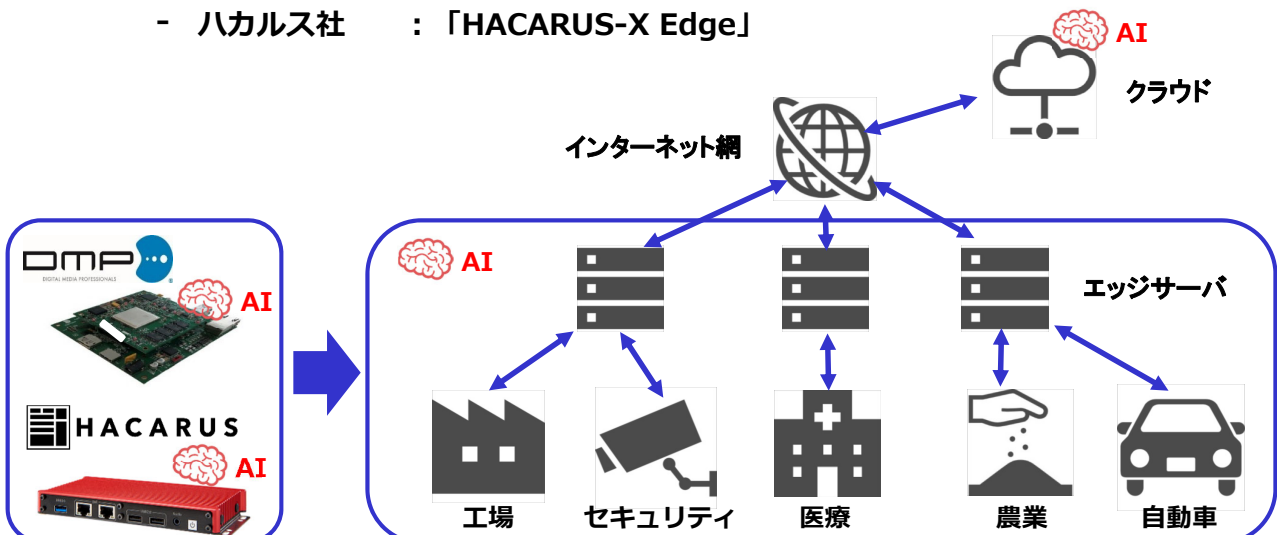 - ハカルス社 : 「HACARUS-X Edge」
AI
クラウド
インターネット網
DMP
DIGITAL MEDIA PROFESSIONALS
AI
AI
エッジサーバ
HACARUS
AI
工場 セキュリティ 医療 農業 自動車